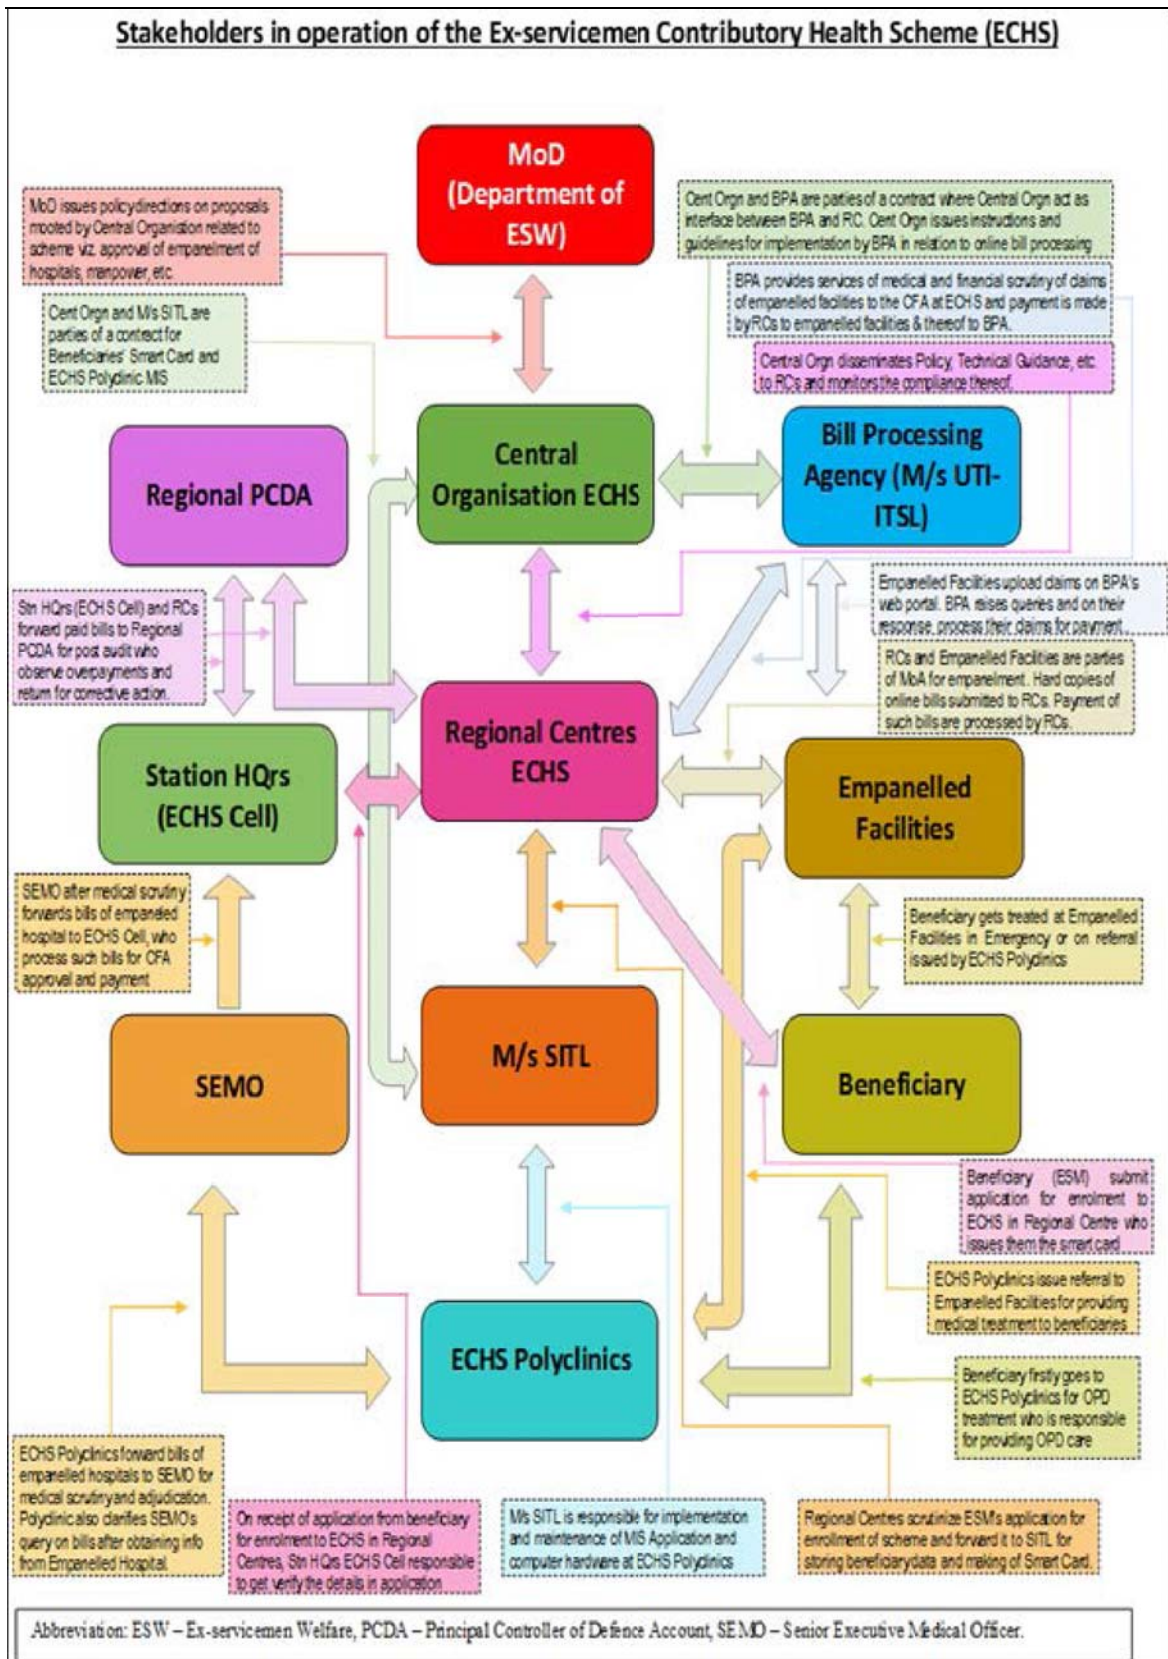 Stakeholders in operation of the Ex-servicemen Contributory Health Scheme (ECHS)
MoD
(Department of
ESW)
MoD issues policy directions on proposals
mooted by Central Organisation related to
scheme viz. approval of empanelment of
hospitals, manpower, etc.
Cent Orgn and BPA are parties of a contract where Central Orgn act as
interface between BPA and RC. Cent Orgn issues instructions and
guidelines for implementation by BPA in relation to online bill processing
BPA provides services of medical and financial scrutiny of claims
of empanelled facilities to the CFA at ECHS and payment is made
by RCs to empanelled facilities & thereof to BPA.
Cent Orgn and M/s SITL are
parties of a contract for
Beneficiaries' Smart Card and
ECHS Polyclinic MIS
Central Orgn disseminates Policy, Technical Guidance, etc.
to RCs and monitors the compliance thereof.
Regional PCDA
Central
Organisation ECHS
Bill Processing
Agency (M/s UTI-
ITSL)
Stn HQrs (ECHS Cell) and RCs
forward paid bills to Regional
PCDA for post audit who
observe overpayments and
return for corrective action.
Empanelled Facilities upload claims on BPA's
web portal. BPA raises queries and on their
response, process their claims for payment.
RCs and Empanelled Facilities are parties
of MoA for empanelment. Hard copies of
online bills submitted to RCs. Payment of
such bills are processed by RCs.
Station HQrs
(ECHS Cell)
Regional Centres
ECHS
Empanelled
Facilities
SEMO after medical scrutiny
forwards bills of empaneled
hospital to ECHS Cell, who
process such bills for CFA
approval and payment
Beneficiary gets treated at Empanelled
Facilities in Emergency or on referral
issued by ECHS Polyclinics
SEMO
M/s SITL
Beneficiary
Beneficiary (ESM) submit
application for enrolment to
ECHS in Regional Centre who
issues them the smart card
ECHS Polyclinics issue referral to
Empanelled Facilities for providing
medical treatment to beneficiaries
ECHS Polyclinics
Beneficiary firstly goes to
ECHS Polyclinics for OPD
treatment who is responsible
for providing OPD care
ECHS Polyclinics forward bills of
empanelled hospitals to SEMO for
medical scrutiny and adjudication.
Polyclinic also clarifies SEMO's
query on bills after obtaining info
from Empanelled Hospital.
On receipt of application from beneficiary
for enrolment to ECHS in Regional
Centres, Stn HQrs ECHS Cell responsible
to get verify the details in application
M/s SITL is responsible for implementation
and maintenance of MIS Application and
computer hardware at ECHS Polyclinics
Regional Centres scrutinize ESM's application for
enrollment of scheme and forward it to SITL for
storing beneficiary data and making of Smart Card.
Abbreviation: ESW – Ex-servicemen Welfare, PCDA – Principal Controller of Defence Account, SEMO – Senior Executive Medical Officer.